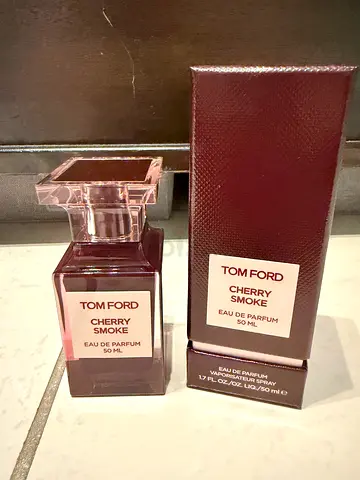 TOM FORD
CHERRY
SMOKE
EAU DE PARFUM
50 ML
TOM FORD
CHERRY
SMOKE
EAU DE PARFUM
50 ML
EAU DE PARFUM
VAPORISATEUR SPRAY
1.7 FL. OZ./OZ. LIQ./50 ml ℮